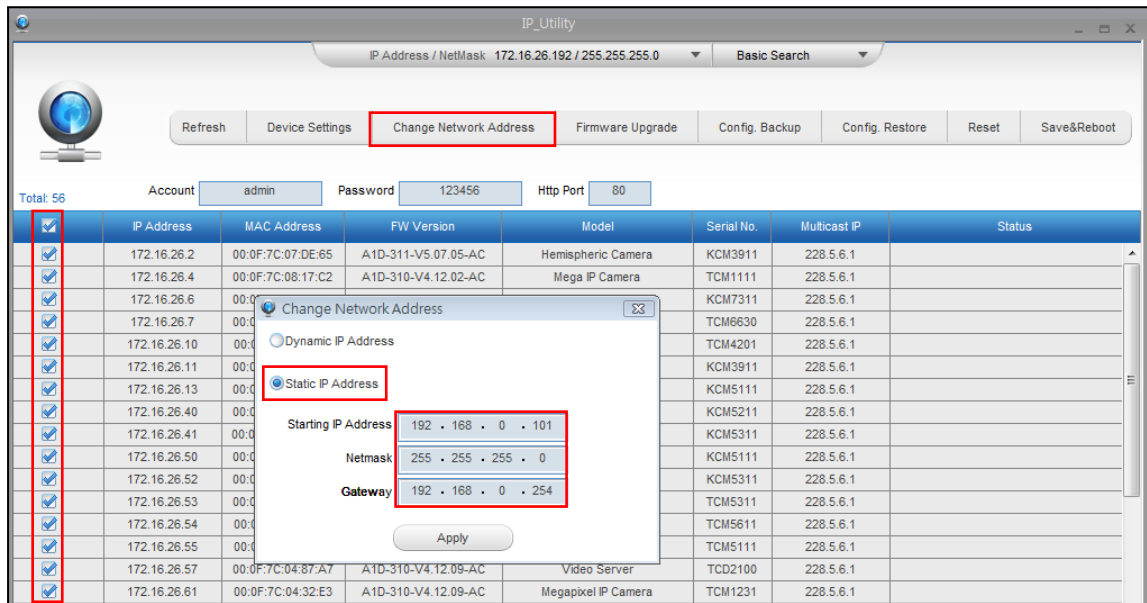 IP_Utility
IP Address / NetMask 172.16.26.192 / 255.255.255.0 Basic Search
Refresh Device Settings Change Network Address Firmware Upgrade Config. Backup Config. Restore Reset Save&Reboot
Total: 56 Account admin Password 123456 Http Port 80
IP Address MAC Address FW Version Model Serial No. Multicast IP Status
172.16.26.2 00:0F:7C:07:DE:65 A1D-311-V5.07.05-AC Hemispheric Camera KCM3911 228.5.6.1
172.16.26.4 00:0F:7C:08:17:C2 A1D-310-V4.12.02-AC Mega IP Camera TCM1111 228.5.6.1
172.16.26.6 KCM7311 228.5.6.1
172.16.26.7 TCM6630 228.5.6.1
172.16.26.10 TCM4201 228.5.6.1
172.16.26.11 KCM3911 228.5.6.1
172.16.26.13 KCM5111 228.5.6.1
172.16.26.40 KCM5211 228.5.6.1
172.16.26.41 KCM5311 228.5.6.1
172.16.26.50 KCM5111 228.5.6.1
172.16.26.52 KCM5311 228.5.6.1
172.16.26.53 TCM5311 228.5.6.1
172.16.26.54 TCM5611 228.5.6.1
172.16.26.55 TCM5111 228.5.6.1
172.16.26.57 00:0F:7C:04:87:A7 A1D-310-V4.12.09-AC Video Server TCD2100 228.5.6.1
172.16.26.61 00:0F:7C:04:32:E3 A1D-310-V4.12.09-AC Megapixel IP Camera TCM1231 228.5.6.1
Change Network Address
Dynamic IP Address
Static IP Address
Starting IP Address 192 . 168 . 0 . 101
Netmask 255 . 255 . 255 . 0
Gateway 192 . 168 . 0 . 254
Apply